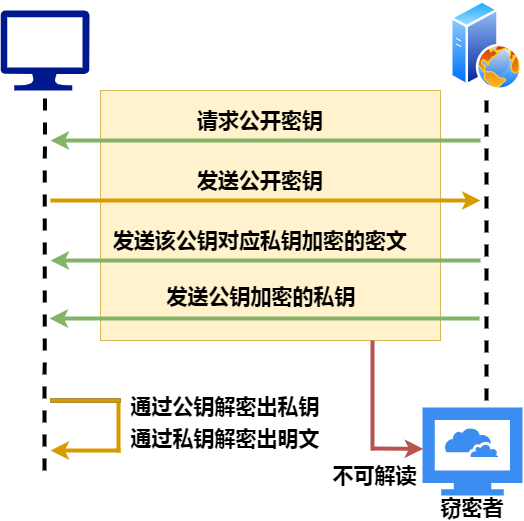 请求公开密钥
发送公开密钥
发送该公钥对应私钥加密的密文
发送公钥加密的私钥
通过公钥解密出私钥
通过私钥解密出明文
不可解读
窃密者